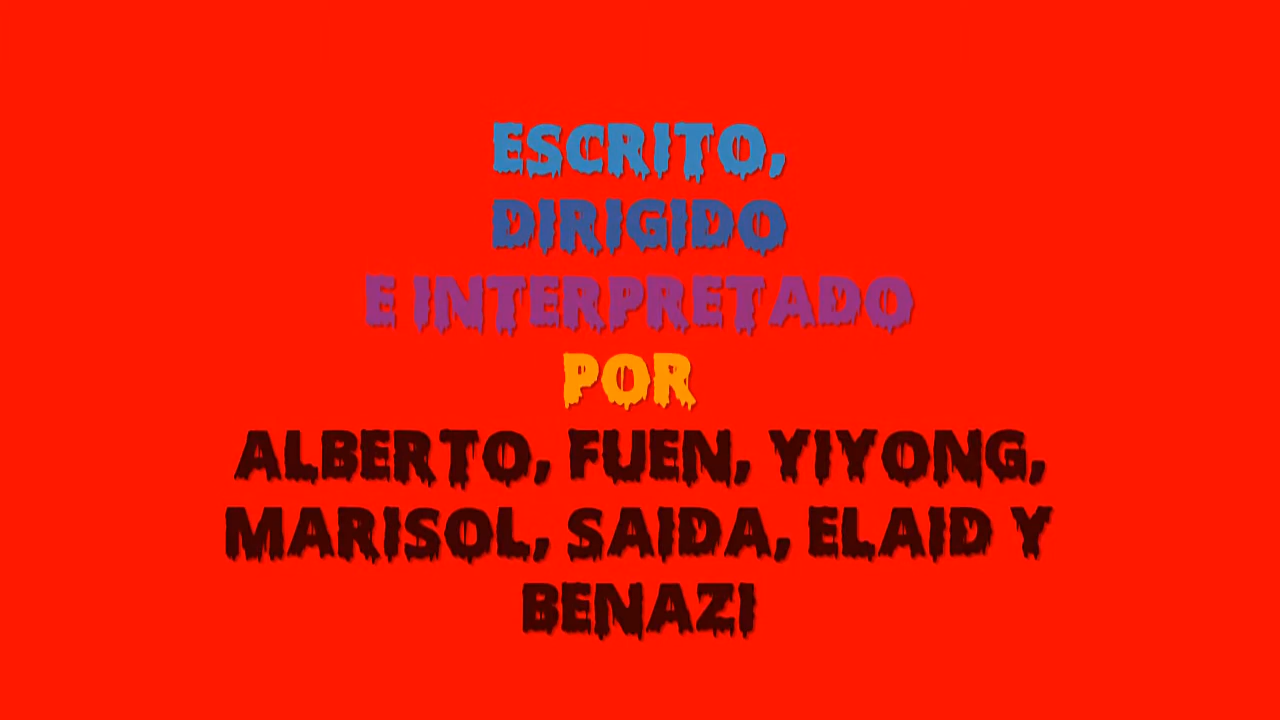 ESCRITO,
DIRIGIDO
E INTERPRETADO
POR
ALBERTO, FUEN, YIYONG,
MARISOL, SAIDA, ELAID Y
BENAZI